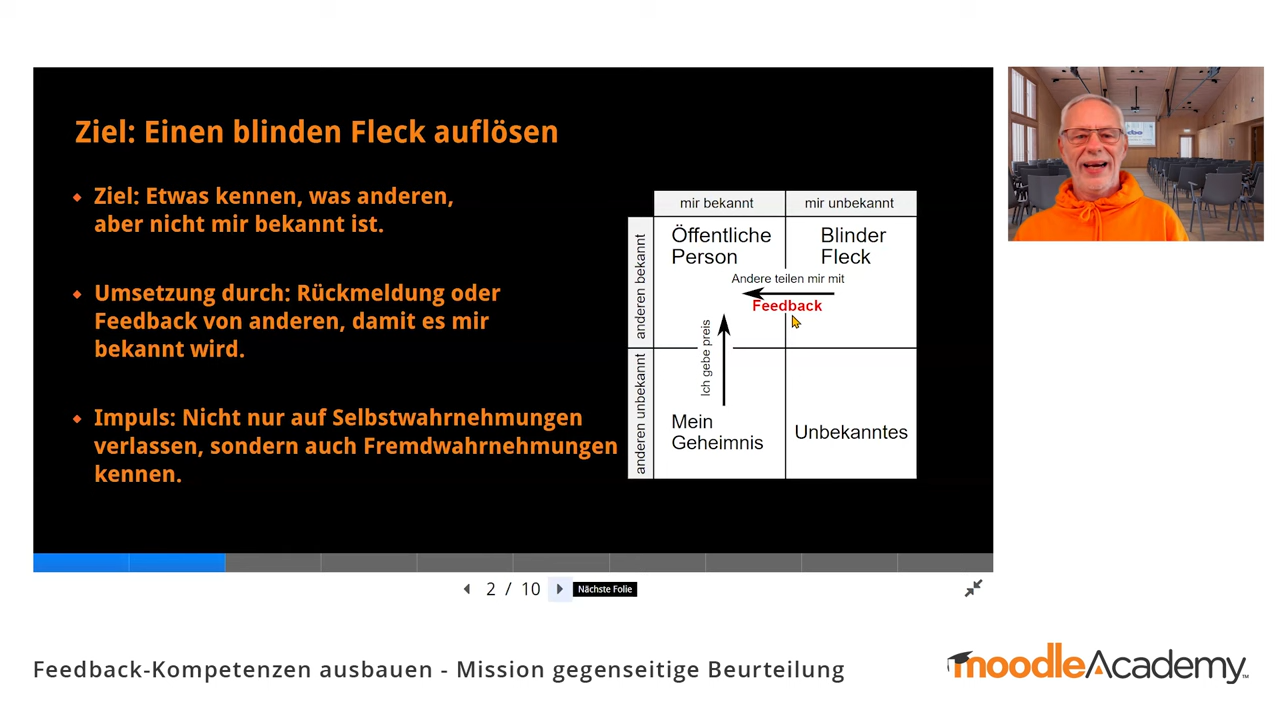 Ziel: Einen blinden Fleck auflösen
Ziel: Etwas kennen, was anderen,
aber nicht mir bekannt ist.
Umsetzung durch: Rückmeldung oder
Feedback von anderen, damit es mir
bekannt wird.
Impuls: Nicht nur auf Selbstwahrnehmungen
verlassen, sondern auch Fremdwahrnehmungen
kennen.
mir bekannt
mir unbekannt
anderen bekannt
Öffentliche
Person
Blinder
Fleck
Andere teilen mir mit
Feedback
Ich gebe preis
anderen unbekannt
Mein
Geheimnis
Unbekanntes
2 / 10
Nächste Folie
Feedback-Kompetenzen ausbauen - Mission gegenseitige Beurteilung
moodleAcademy™